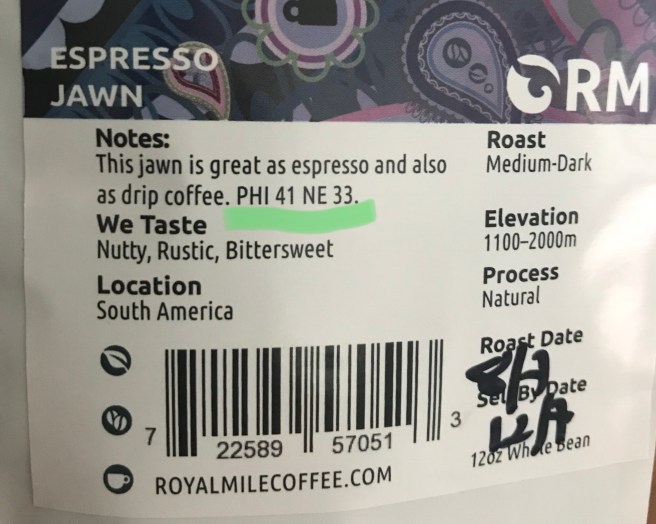 ESPRESSO
JAWN
RM
Notes:
This jawn is great as espresso and also
as drip coffee. PHI 41 NE 33.
We Taste
Nutty, Rustic, Bittersweet
Location
South America
Roast
Medium-Dark
Elevation
1100–2000m
Process
Natural
Roast Date
Sell By Date
12oz Whole Bean
7 22589 57051 3
ROYALMILECOFFEE.COM